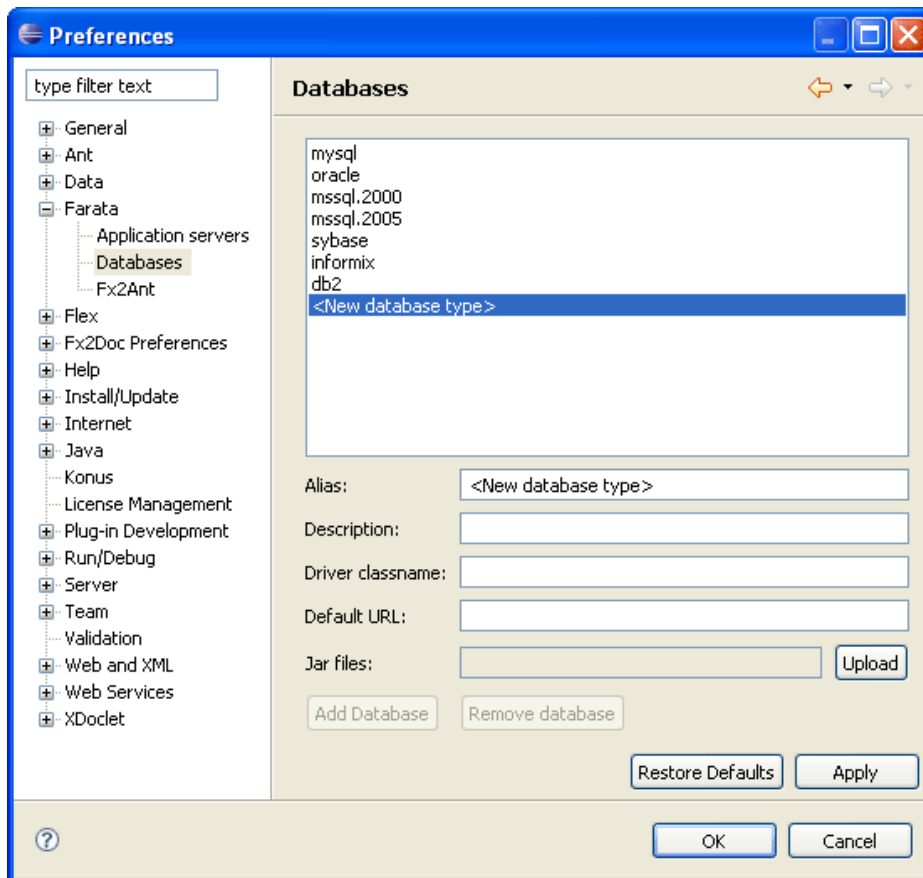 Preferences
type filter text
General
Ant
Data
Farata
Application servers
Databases
Fx2Ant
Flex
Fx2Doc Preferences
Help
Install/Update
Internet
Java
Konus
License Management
Plug-in Development
Run/Debug
Server
Team
Validation
Web and XML
Web Services
XDoclet
Databases
mysql
oracle
mssql.2000
mssql.2005
sybase
informix
db2
<New database type>
Alias: <New database type>
Description:
Driver classname:
Default URL:
Jar files: Upload
Add Database Remove database
Restore Defaults Apply
? OK Cancel